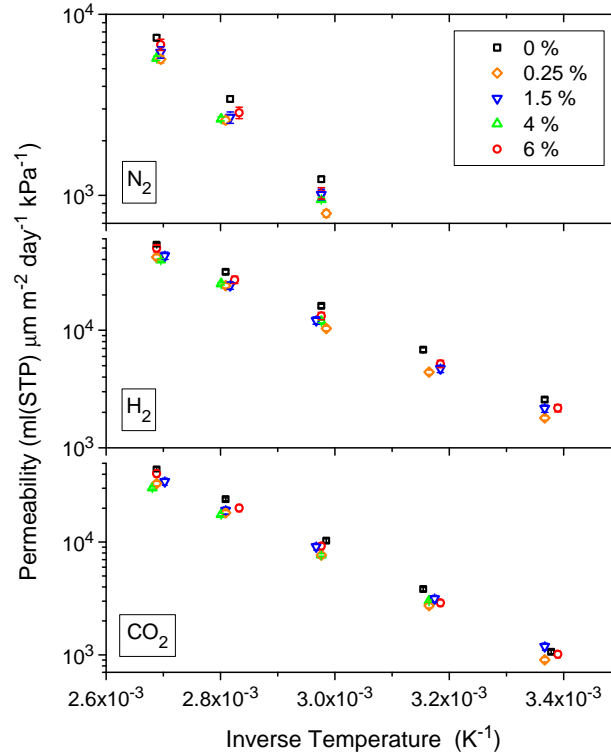 10⁴
10³
N₂
0 %
0.25 %
1.5 %
4 %
6 %
10⁴
10³
H₂
10⁴
10³
CO₂
2.6x10⁻³
2.8x10⁻³
3.0x10⁻³
3.2x10⁻³
3.4x10⁻³
Inverse Temperature (K⁻¹)
Permeability (ml(STP) μm m⁻² day⁻¹ kPa⁻¹)